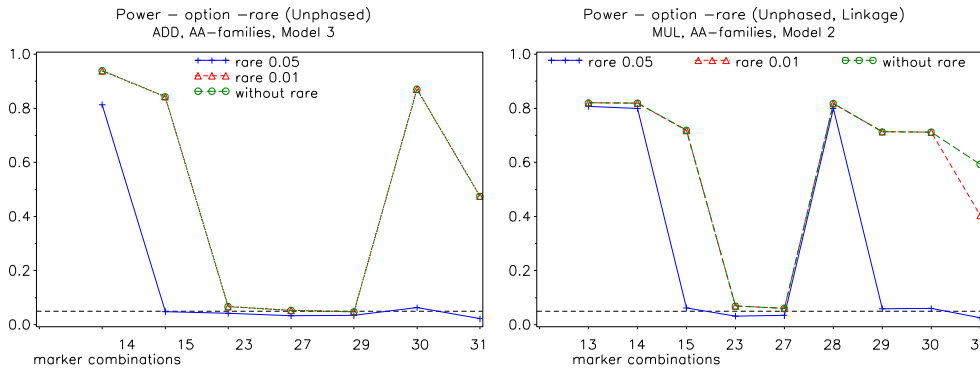 Power – option –rare (Unphased)
ADD, AA–families, Model 3
1.0
0.8
0.6
0.4
0.2
0.0
rare 0.05
rare 0.01
without rare
14 15 23 27 29 30 31
marker combinations
Power – option –rare (Unphased, Linkage)
MUL, AA–families, Model 2
1.0
0.8
0.6
0.4
0.2
0.0
rare 0.05 rare 0.01 without rare
13 14 15 23 27 28 29 30
marker combinations